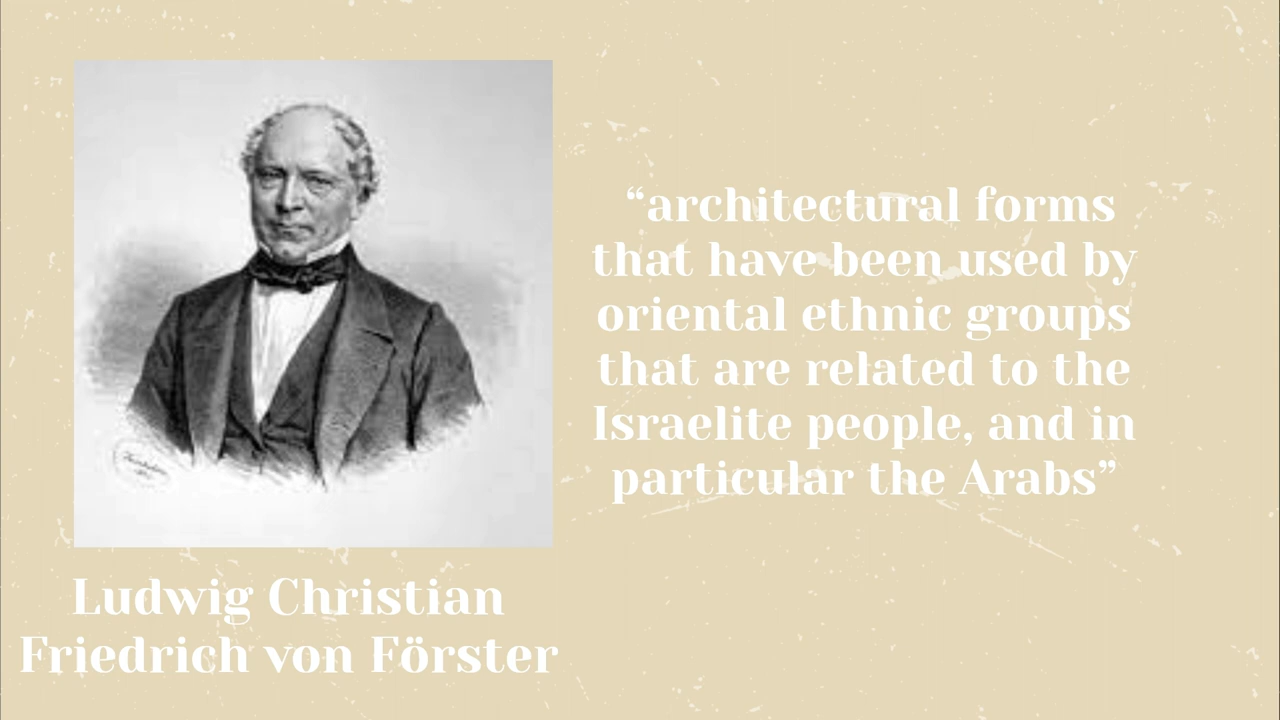 “architectural forms
that have been used by
oriental ethnic groups
that are related to the
Israelite people, and in
particular the Arabs”
Ludwig Christian
Friedrich von Förster